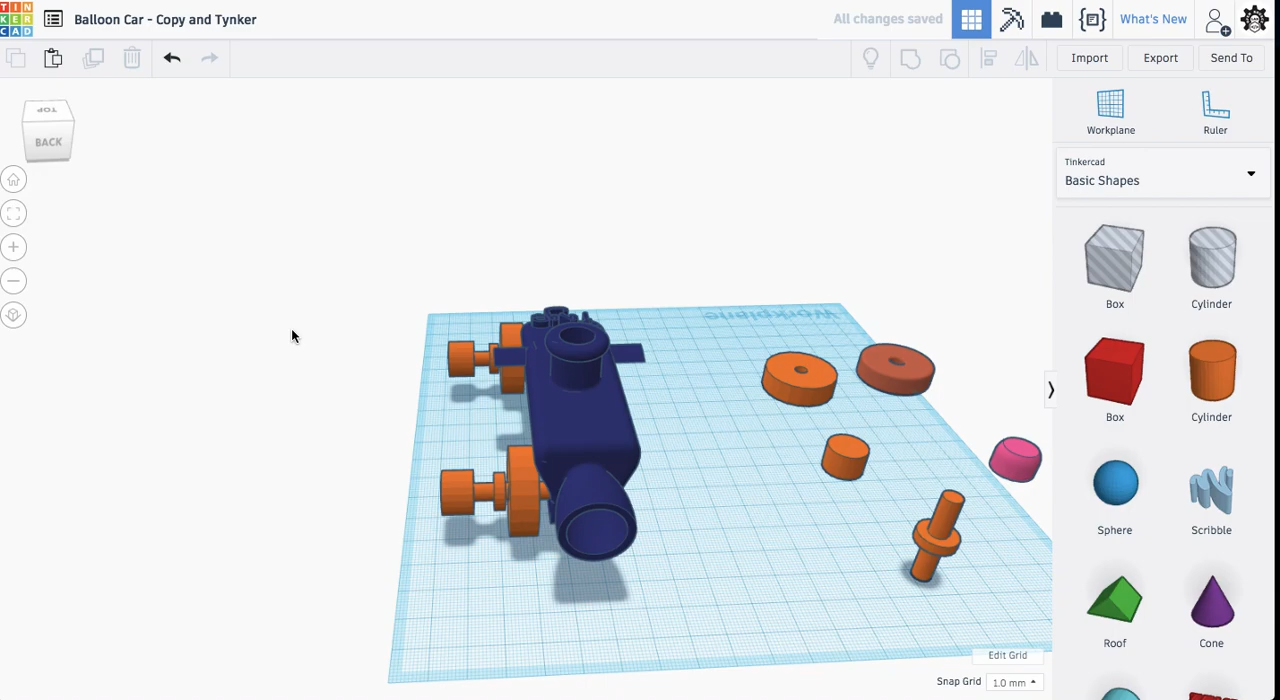 TIN
KER
CAD
Balloon Car - Copy and Tynker
All changes saved
What's New
Import
Export
Send To
TOP
BACK
Workplane
Ruler
Tinkercad
Basic Shapes
Box
Cylinder
Box
Cylinder
Sphere
Scribble
Roof
Cone
Workplane
Edit Grid
Snap Grid
1.0 mm